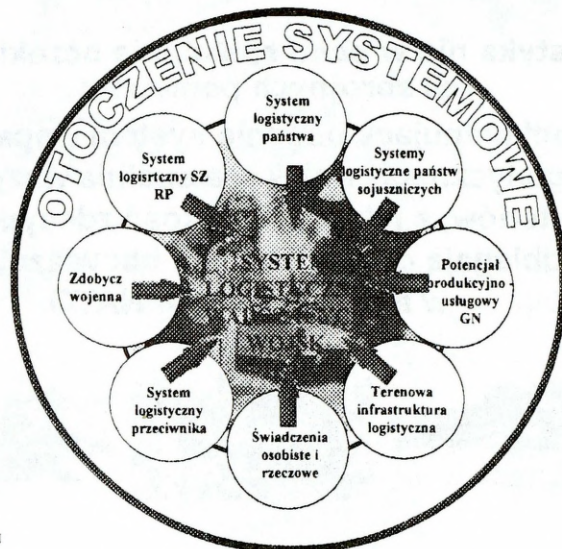 OTOCZENIE SYSTEMOWE
System
logistyczny
państwa
System
logisrtczny SZ
RP
Systemy
logistyczne państw
sojuszniczych
Zdobycz
wojenna
SYSTEM
WOJSK
Potencjał
produkcyjno-
usługowy
GN
System
logistyczny
przeciwnika
Terenowa
infrastruktura
logistyczna
Świadczenia
osobiste i
rzeczowe